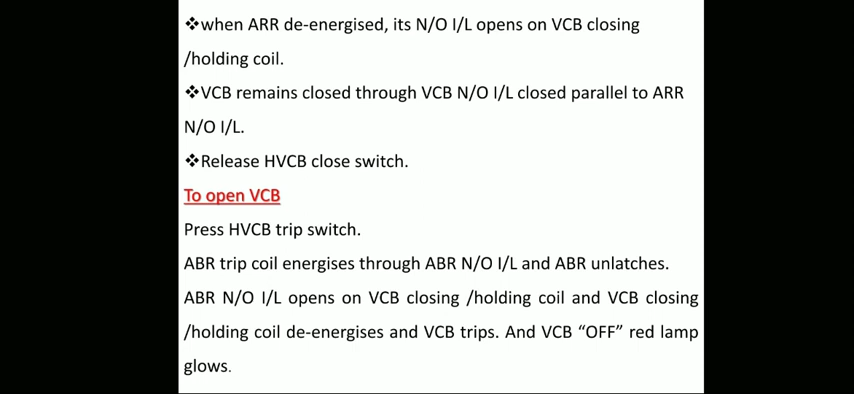 ❖when ARR de-energised, its N/O I/L opens on VCB closing
/holding coil.
❖VCB remains closed through VCB N/O I/L closed parallel to ARR
N/O I/L.
❖Release HVCB close switch.
To open VCB
Press HVCB trip switch.
ABR trip coil energises through ABR N/O I/L and ABR unlatches.
ABR N/O I/L opens on VCB closing /holding coil and VCB closing
/holding coil de-energises and VCB trips. And VCB “OFF” red lamp
glows.